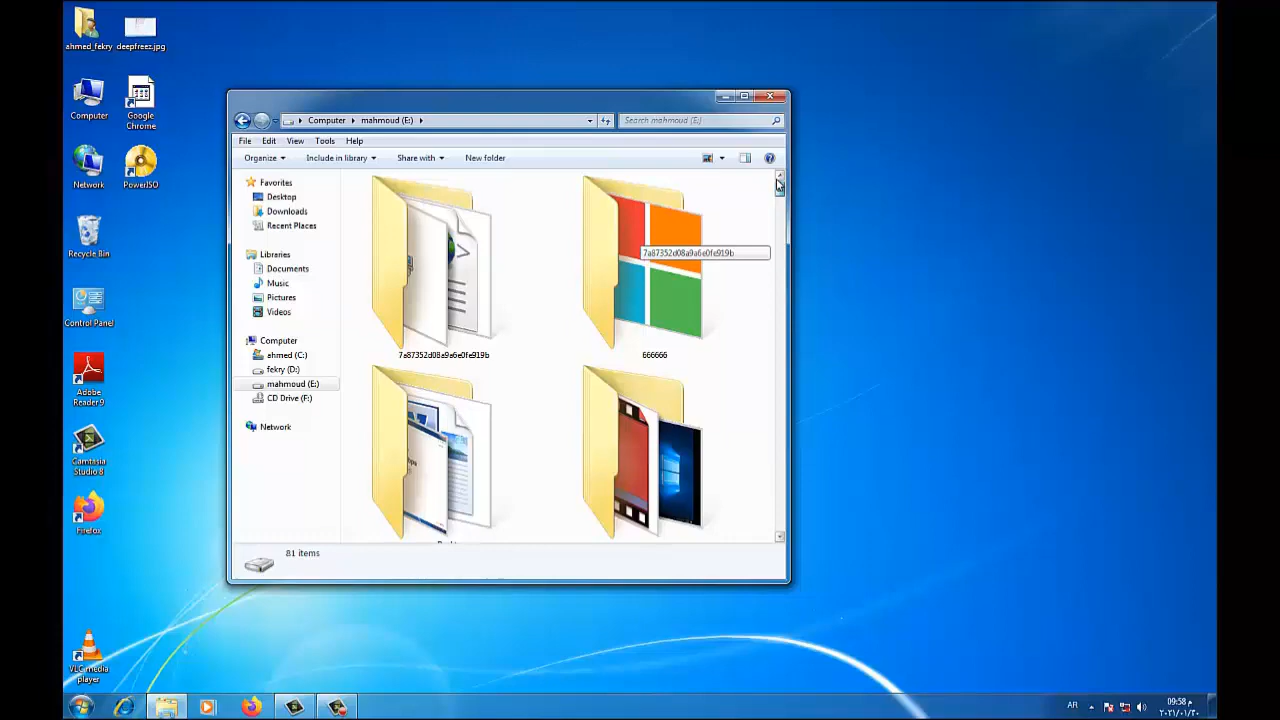 ahmed_fekry
deepfreez.jpg
Computer
Google
Chrome
Network
PowerISO
Recycle Bin
Control Panel
Adobe
Reader 9
Camtasia
Studio 8
Firefox
VLC media
player
Computer
mahmoud (E:)
Search mahmoud (E:)
File
Edit
View
Tools
Help
Organize
Include in library
Share with
New folder
Favorites
Desktop
Downloads
Recent Places
Libraries
Documents
Music
Pictures
Videos
Computer
ahmed (C:)
fekry (D:)
mahmoud (E:)
CD Drive (F:)
Network
7a87352d08a9a6e0fe919b
7a87352d08a9a6e0fe919b
666666
81 items
AR
09:58 م
٢٠٢١/٠١/٣٠